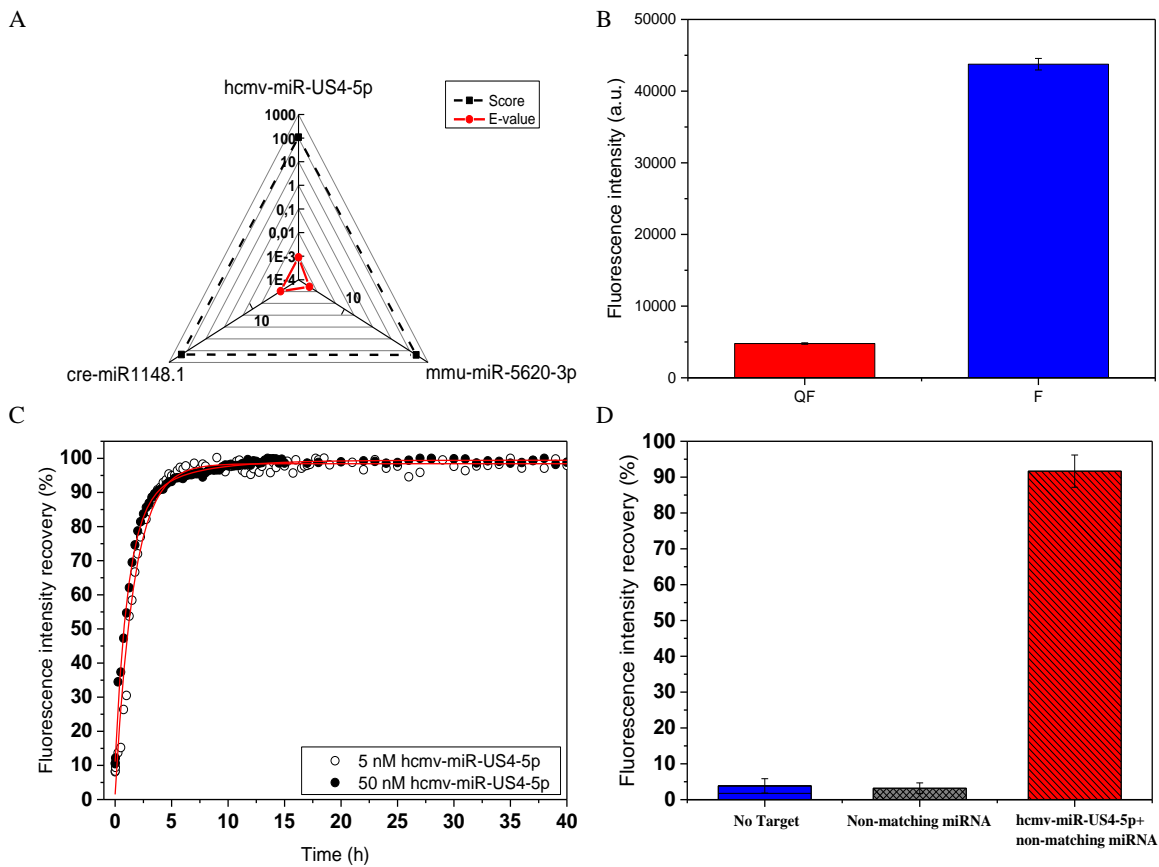 A
hcmv-miR-US4-5p
1000
100
10
1
0,1
0,01
1E-3
1E-4
10
10
cre-miR1148.1
mmu-miR-5620-3p
Score
E-value
B
Fluorescence intensity (a.u.)
50000
40000
30000
20000
10000
0
QF
F
C
Fluorescence intensity recovery (%)
100
90
80
70
60
50
40
30
20
10
0
0
5
10
15
20
25
30
35
40
Time (h)
5 nM hcmv-miR-US4-5p
50 nM hcmv-miR-US4-5p
D
Fluorescence intensity recovery (%)
100
90
80
70
60
50
40
30
20
10
0
No Target
Non-matching miRNA
hcmv-miR-US4-5p+
non-matching miRNA